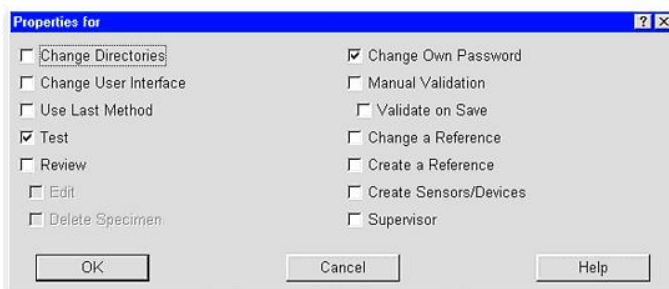 Properties for
Change Directories
Change User Interface
Use Last Method
Test
Review
Edit
Delete Specimen
Change Own Password
Manual Validation
Validate on Save
Change a Reference
Create a Reference
Create Sensors/Devices
Supervisor
OK
Cancel
Help